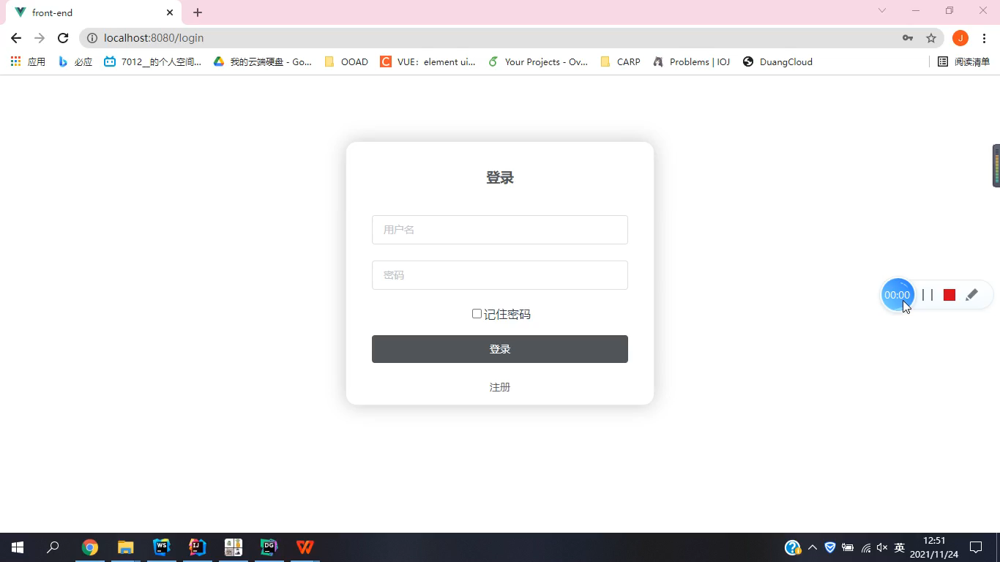 front-end
localhost:8080/login
应用 必应 7012__的个人空间... 我的云端硬盘 - Go... OOAD VUE：element ui... Your Projects - Ov... CARP Problems | IOJ DuangCloud 阅读清单
登录
用户名
密码
00:00
记住密码
登录
注册
英
12:51
2021/11/24